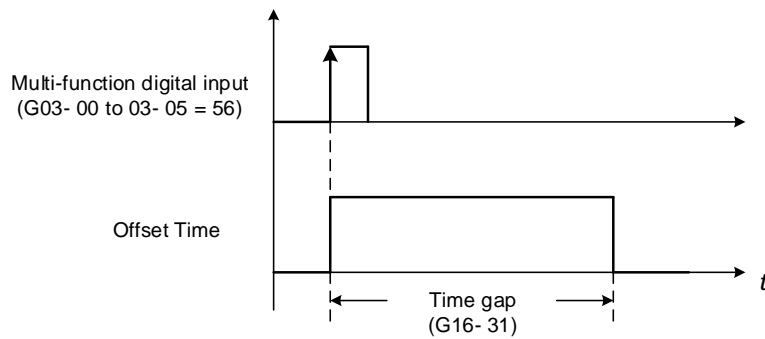 Multi-function digital input
(G03- 00 to 03- 05 = 56)
Offset Time
t
Time gap
(G16- 31)